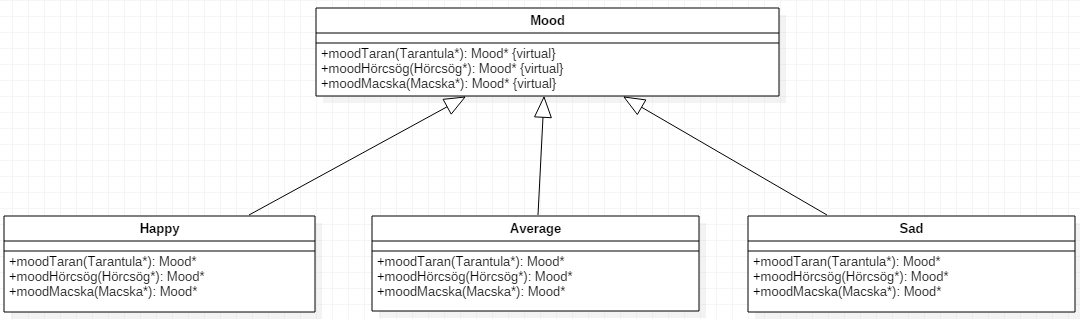 Mood
+moodTaran(Tarantula*): Mood* {virtual}
+moodHörcsög(Hörcsög*): Mood* {virtual}
+moodMacska(Macska*): Mood* {virtual}
Happy
+moodTaran(Tarantula*): Mood*
+moodHörcsög(Hörcsög*): Mood*
+moodMacska(Macska*): Mood*
Average
+moodTaran(Tarantula*): Mood*
+moodHörcsög(Hörcsög*): Mood*
+moodMacska(Macska*): Mood*
Sad
+moodTaran(Tarantula*): Mood*
+moodHörcsög(Hörcsög*): Mood*
+moodMacska(Macska*): Mood*